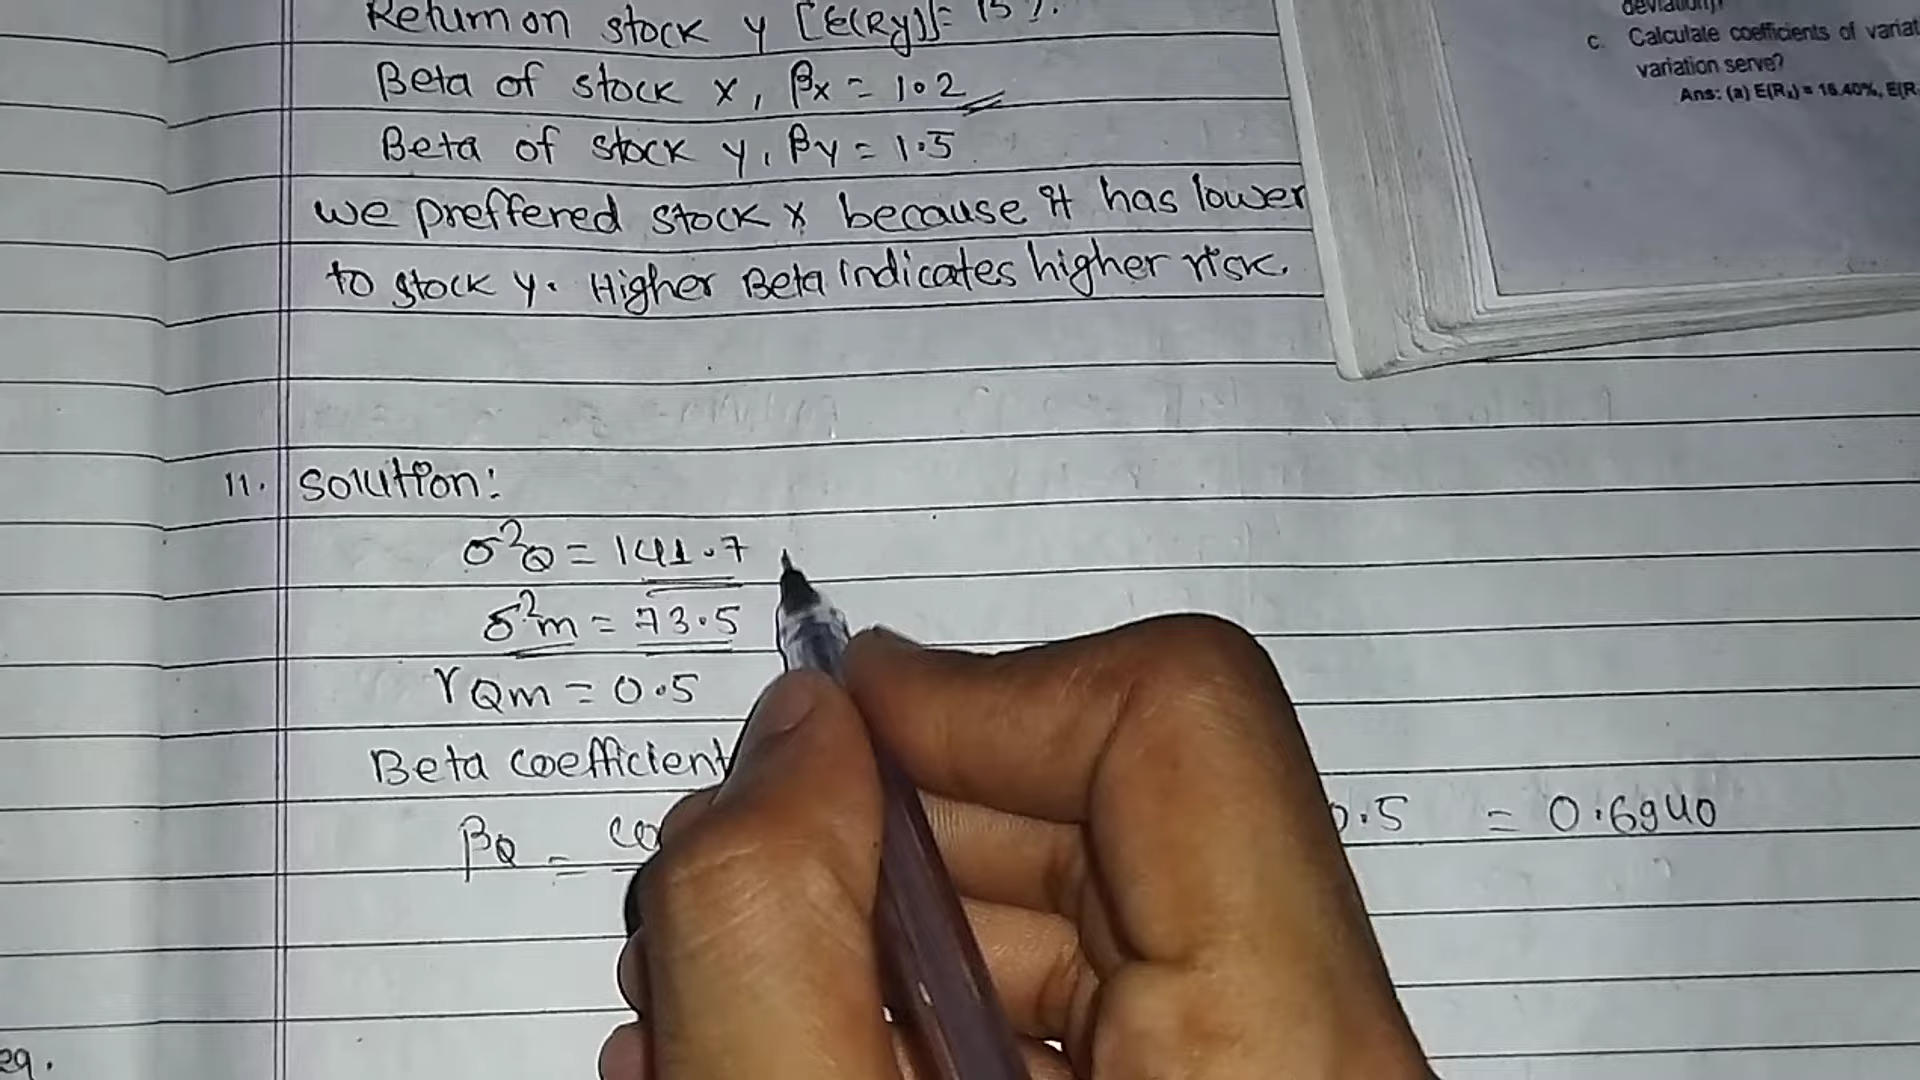 Return on stock y [E(Ry)] = 15%.
Beta of stock x, βx = 1.2
Beta of stock y, βy = 1.5
we preffered stock x because it has lower
to stock y. Higher Beta indicates higher risk.
11. Solution:
σ²Q = 141.7
σ²m = 73.5
rQm = 0.5
Beta coefficient
βQ = co
0.5 = 0.6940
c. Calculate coefficients of variat
variation serve?
Ans: (a) E(R₁) = 16.40%, E(R